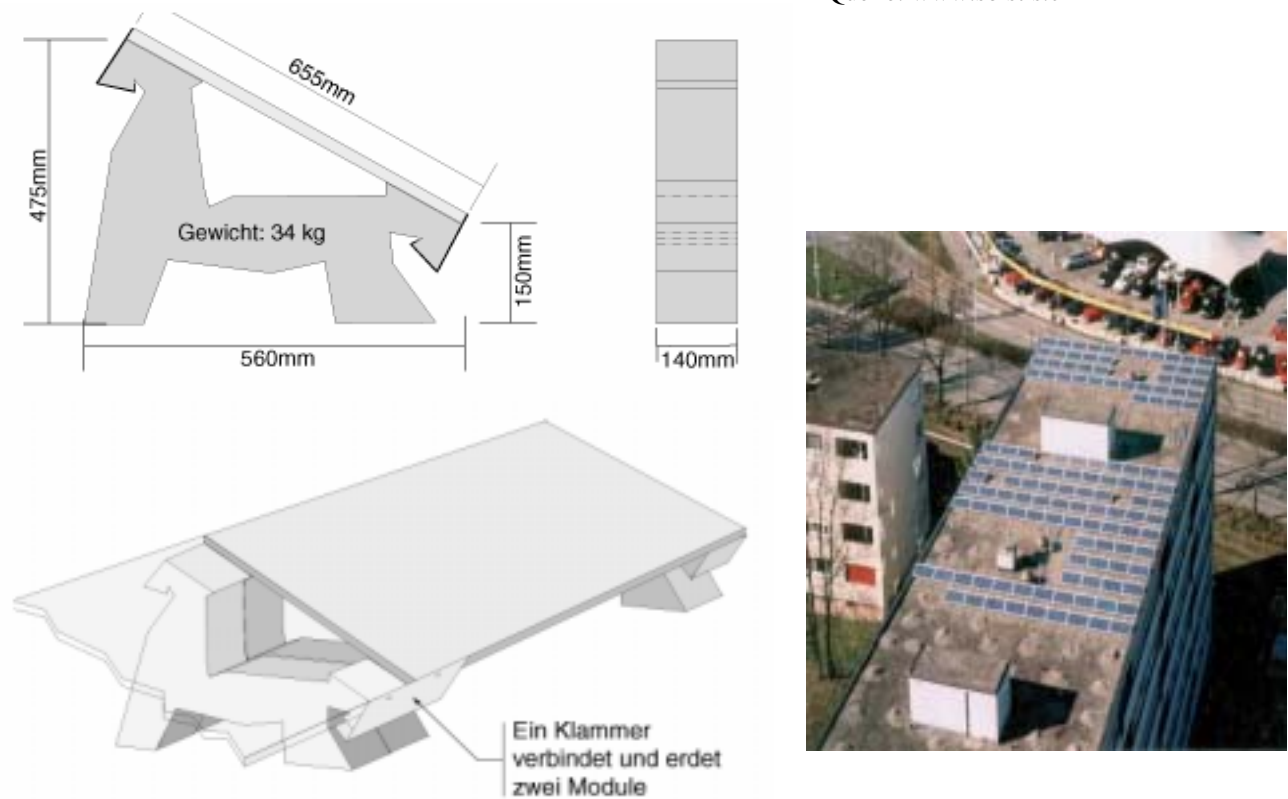 655mm
475mm
Gewicht: 34 kg
150mm
560mm
140mm
Ein Klammer
verbindet und erdet
zwei Module